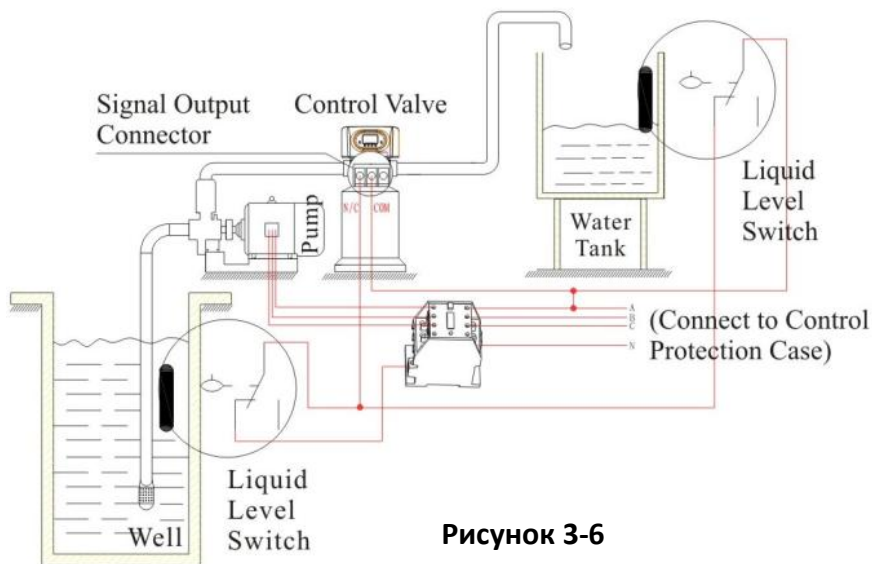 Signal Output
Connector
Control Valve
N/C COM
Pump
Liquid
Level
Switch
Water
Tank
A
B
C
N
(Connect to Control
Protection Case)
Liquid
Level
Switch
Well
Рисунок 3-6